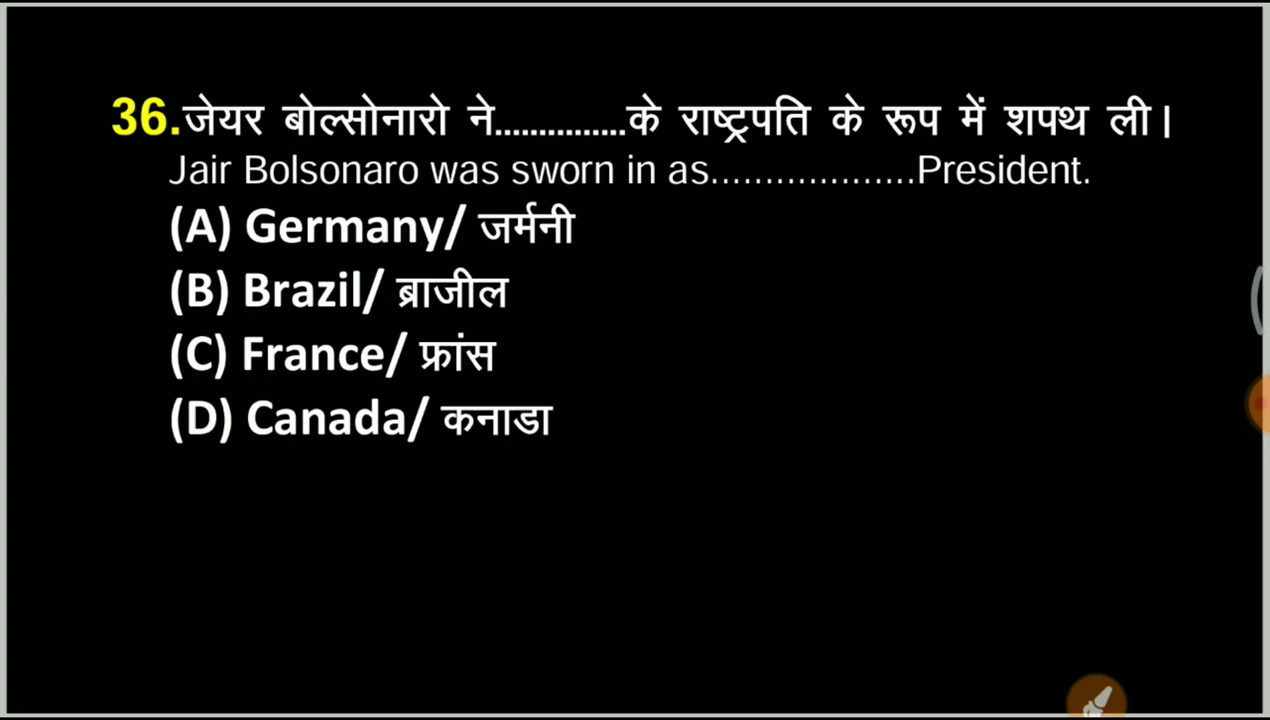 36.जेयर बोल्सोनारो ने...............के राष्ट्रपति के रूप में शपथ ली।
Jair Bolsonaro was sworn in as...................President.
(A) Germany/ जर्मनी
(B) Brazil/ ब्राजील
(C) France/ फ्रांस
(D) Canada/ कनाडा